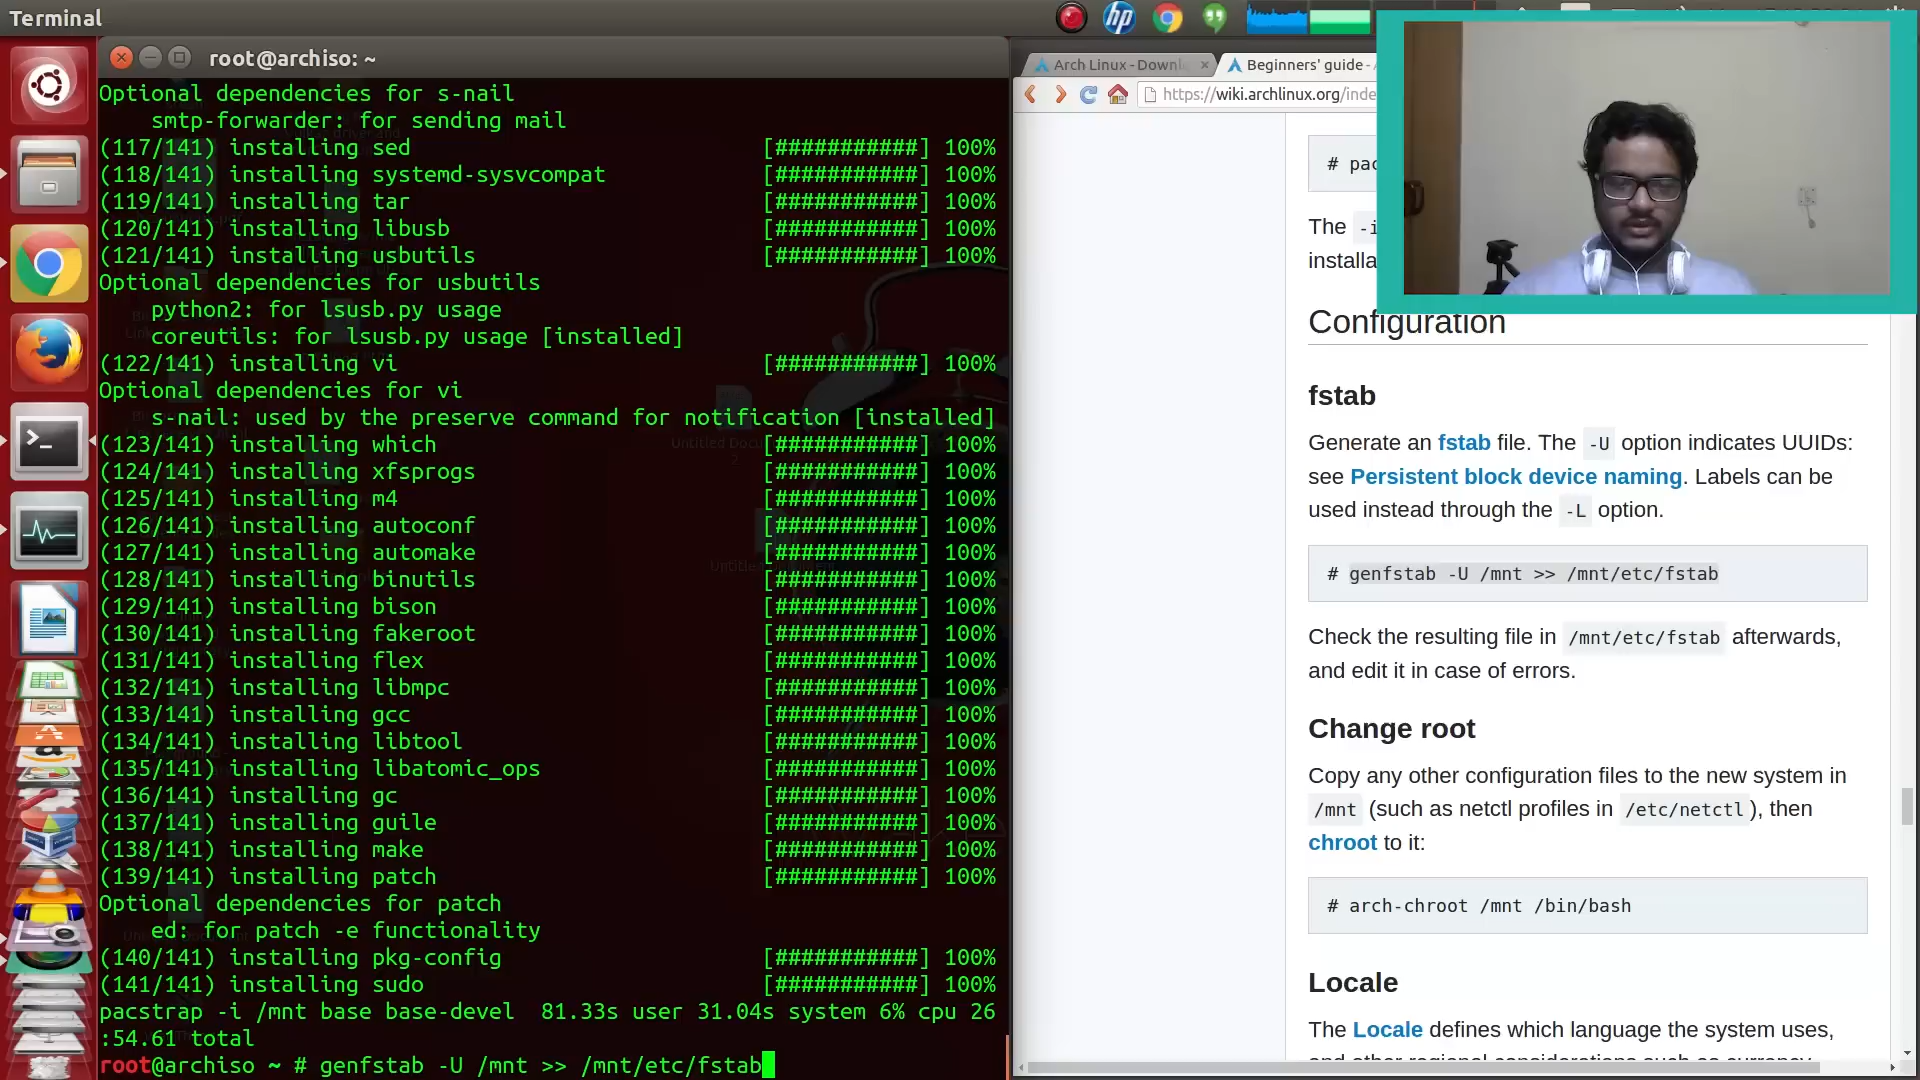 Terminal
root@archiso: ~
Optional dependencies for s-nail
smtp-forwarder: for sending mail
(117/141) installing sed [###########] 100%
(118/141) installing systemd-sysvcompat [###########] 100%
(119/141) installing tar [###########] 100%
(120/141) installing libusb [###########] 100%
(121/141) installing usbutils [###########] 100%
Optional dependencies for usbutils
python2: for lsusb.py usage
coreutils: for lsusb.py usage [installed]
(122/141) installing vi [###########] 100%
Optional dependencies for vi
s-nail: used by the preserve command for notification [installed]
(123/141) installing which [###########] 100%
(124/141) installing xfsprogs [###########] 100%
(125/141) installing m4 [###########] 100%
(126/141) installing autoconf [###########] 100%
(127/141) installing automake [###########] 100%
(128/141) installing binutils [###########] 100%
(129/141) installing bison [###########] 100%
(130/141) installing fakeroot [###########] 100%
(131/141) installing flex [###########] 100%
(132/141) installing libmpc [###########] 100%
(133/141) installing gcc [###########] 100%
(134/141) installing libtool [###########] 100%
(135/141) installing libatomic_ops [###########] 100%
(136/141) installing gc [###########] 100%
(137/141) installing guile [###########] 100%
(138/141) installing make [###########] 100%
(139/141) installing patch [###########] 100%
Optional dependencies for patch
ed: for patch -e functionality
(140/141) installing pkg-config [###########] 100%
(141/141) installing sudo [###########] 100%
pacstrap -i /mnt base base-devel  81.33s user 31.04s system 6% cpu 26
:54.61 total
root@archiso ~ # genfstab -U /mnt >> /mnt/etc/fstab
hp
Arch Linux - Downl
Beginners' guide -
https://wiki.archlinux.org/inde
# pac
The -i
installa
Configuration
fstab
Generate an fstab file. The -U option indicates UUIDs:
see Persistent block device naming. Labels can be
used instead through the -L option.
# genfstab -U /mnt >> /mnt/etc/fstab
Check the resulting file in /mnt/etc/fstab afterwards,
and edit it in case of errors.
Change root
Copy any other configuration files to the new system in
/mnt (such as netctl profiles in /etc/netctl), then
chroot to it:
# arch-chroot /mnt /bin/bash
Locale
The Locale defines which language the system uses,
and other regional considerations such as currency